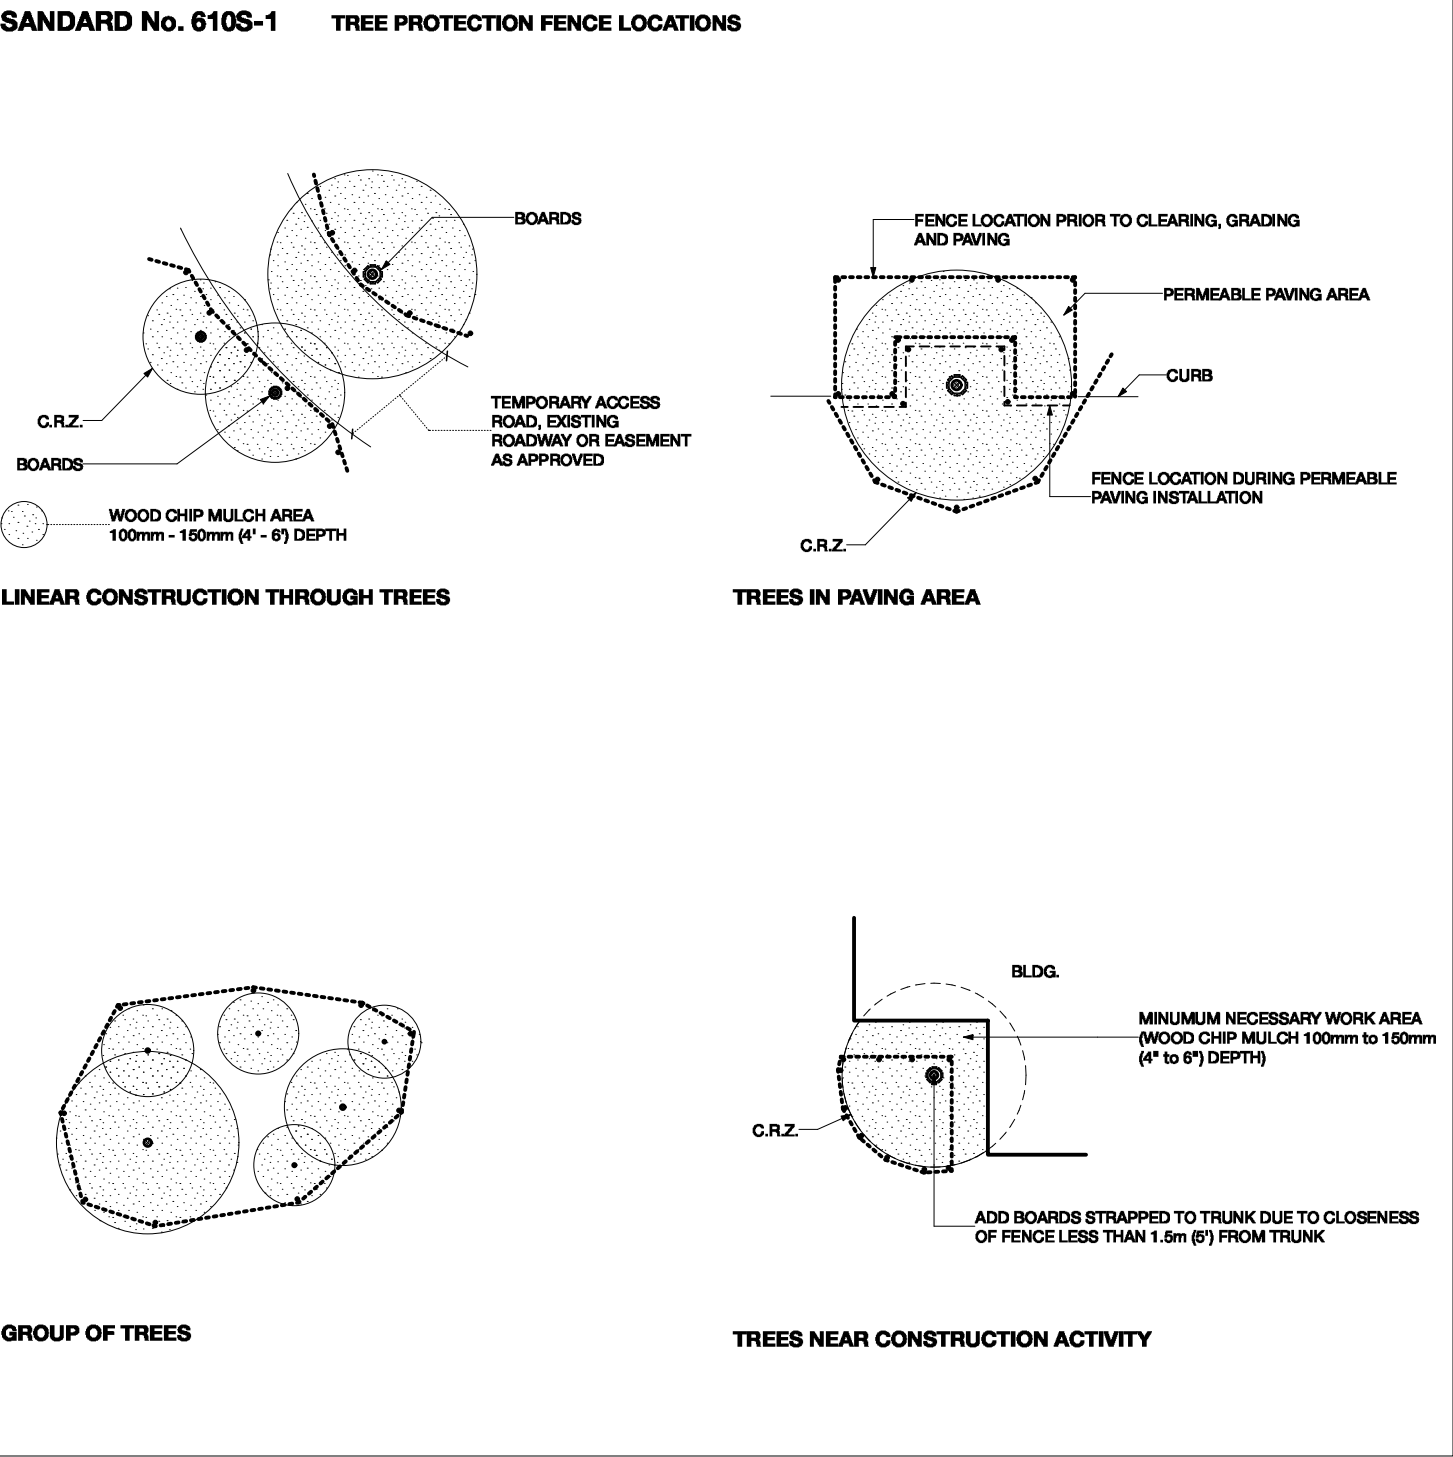 SANDARD No. 610S-1 TREE PROTECTION FENCE LOCATIONS
BOARDS
C.R.Z.
BOARDS
TEMPORARY ACCESS
ROAD, EXISTING
ROADWAY OR EASEMENT
AS APPROVED
WOOD CHIP MULCH AREA
100mm - 150mm (4' - 6') DEPTH
LINEAR CONSTRUCTION THROUGH TREES
FENCE LOCATION PRIOR TO CLEARING, GRADING
AND PAVING
PERMEABLE PAVING AREA
CURB
FENCE LOCATION DURING PERMEABLE
PAVING INSTALLATION
C.R.Z.
TREES IN PAVING AREA
GROUP OF TREES
BLDG.
MINUMUM NECESSARY WORK AREA
(WOOD CHIP MULCH 100mm to 150mm
(4" to 6") DEPTH)
C.R.Z.
ADD BOARDS STRAPPED TO TRUNK DUE TO CLOSENESS
OF FENCE LESS THAN 1.5m (5') FROM TRUNK
TREES NEAR CONSTRUCTION ACTIVITY